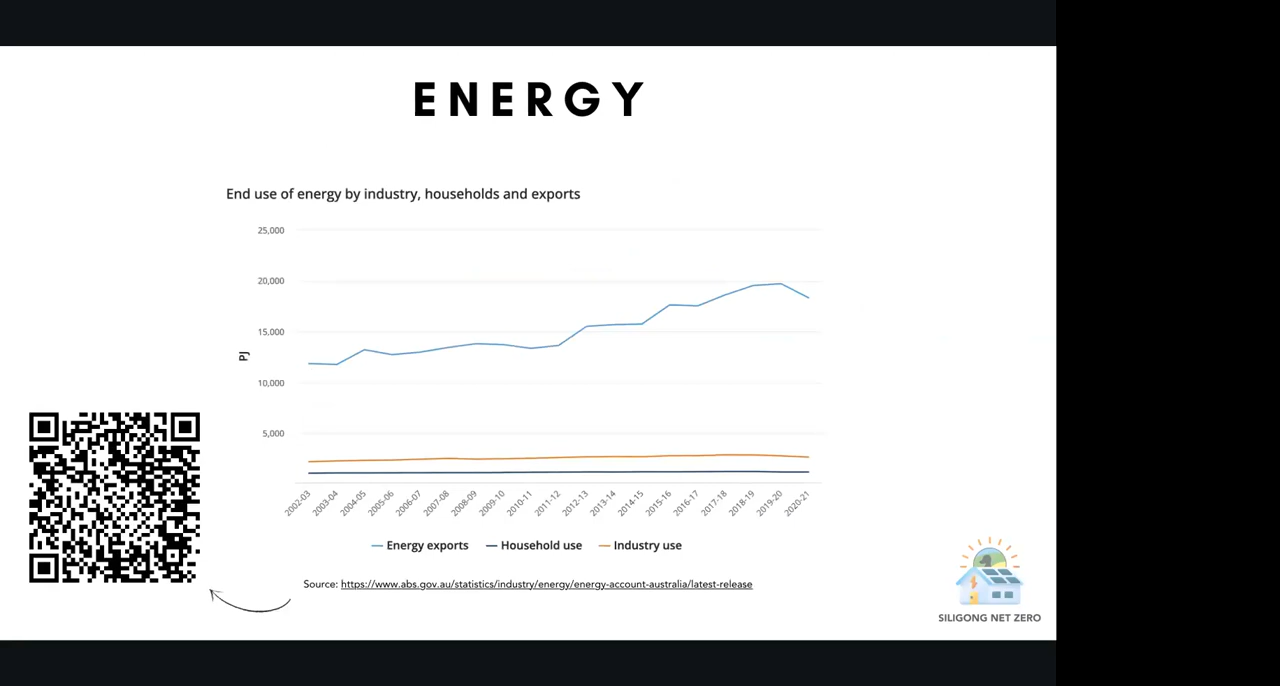 ENERGY
End use of energy by industry, households and exports
25,000
20,000
15,000
PJ
10,000
5,000
2002-03 2003-04 2004-05 2005-06 2006-07 2007-08 2008-09 2009-10 2010-11 2011-12 2012-13 2013-14 2014-15 2015-16 2016-17 2017-18 2018-19 2019-20 2020-21
Energy exports Household use Industry use
Source: https://www.abs.gov.au/statistics/industry/energy/energy-account-australia/latest-release
SILIGONG NET ZERO